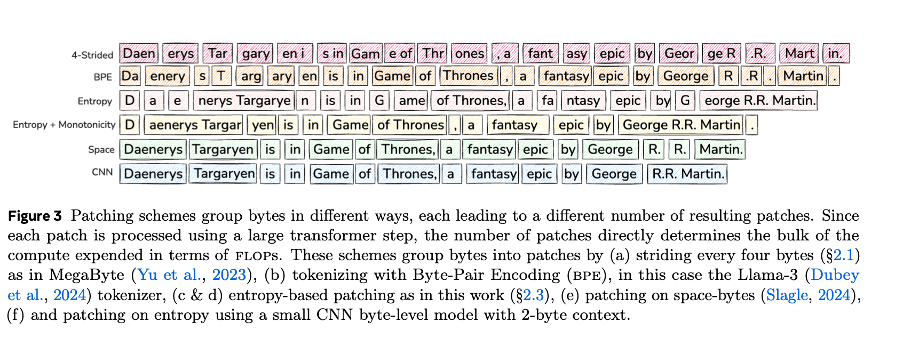 4-Strided Daen erys Tar gary en i s in Gam e of Thr ones , a fant asy epic by Geor ge R .R. Mart in.
BPE Da enery s T arg ary en is in Game of Thrones , a fantasy epic by George R .R . Martin .
Entropy D a e nerys Targarye n is in G ame of Thrones, a fa ntasy epic by G eorge R.R. Martin.
Entropy + Monotonicity D aenerys Targar yen is in Game of Thrones , a fantasy epic by George R.R. Martin .
Space Daenerys Targaryen is in Game of Thrones, a fantasy epic by George R. R. Martin.
CNN Daenerys Targaryen is in Game of Thrones, a fantasy epic by George R.R. Martin.
Figure 3 Patching schemes group bytes in different ways, each leading to a different number of resulting patches. Since
each patch is processed using a large transformer step, the number of patches directly determines the bulk of the
compute expended in terms of FLOPs. These schemes group bytes into patches by (a) striding every four bytes (§2.1)
as in MegaByte (Yu et al., 2023), (b) tokenizing with Byte-Pair Encoding (BPE), in this case the Llama-3 (Dubey
et al., 2024) tokenizer, (c & d) entropy-based patching as in this work (§2.3), (e) patching on space-bytes (Slagle, 2024),
(f) and patching on entropy using a small CNN byte-level model with 2-byte context.